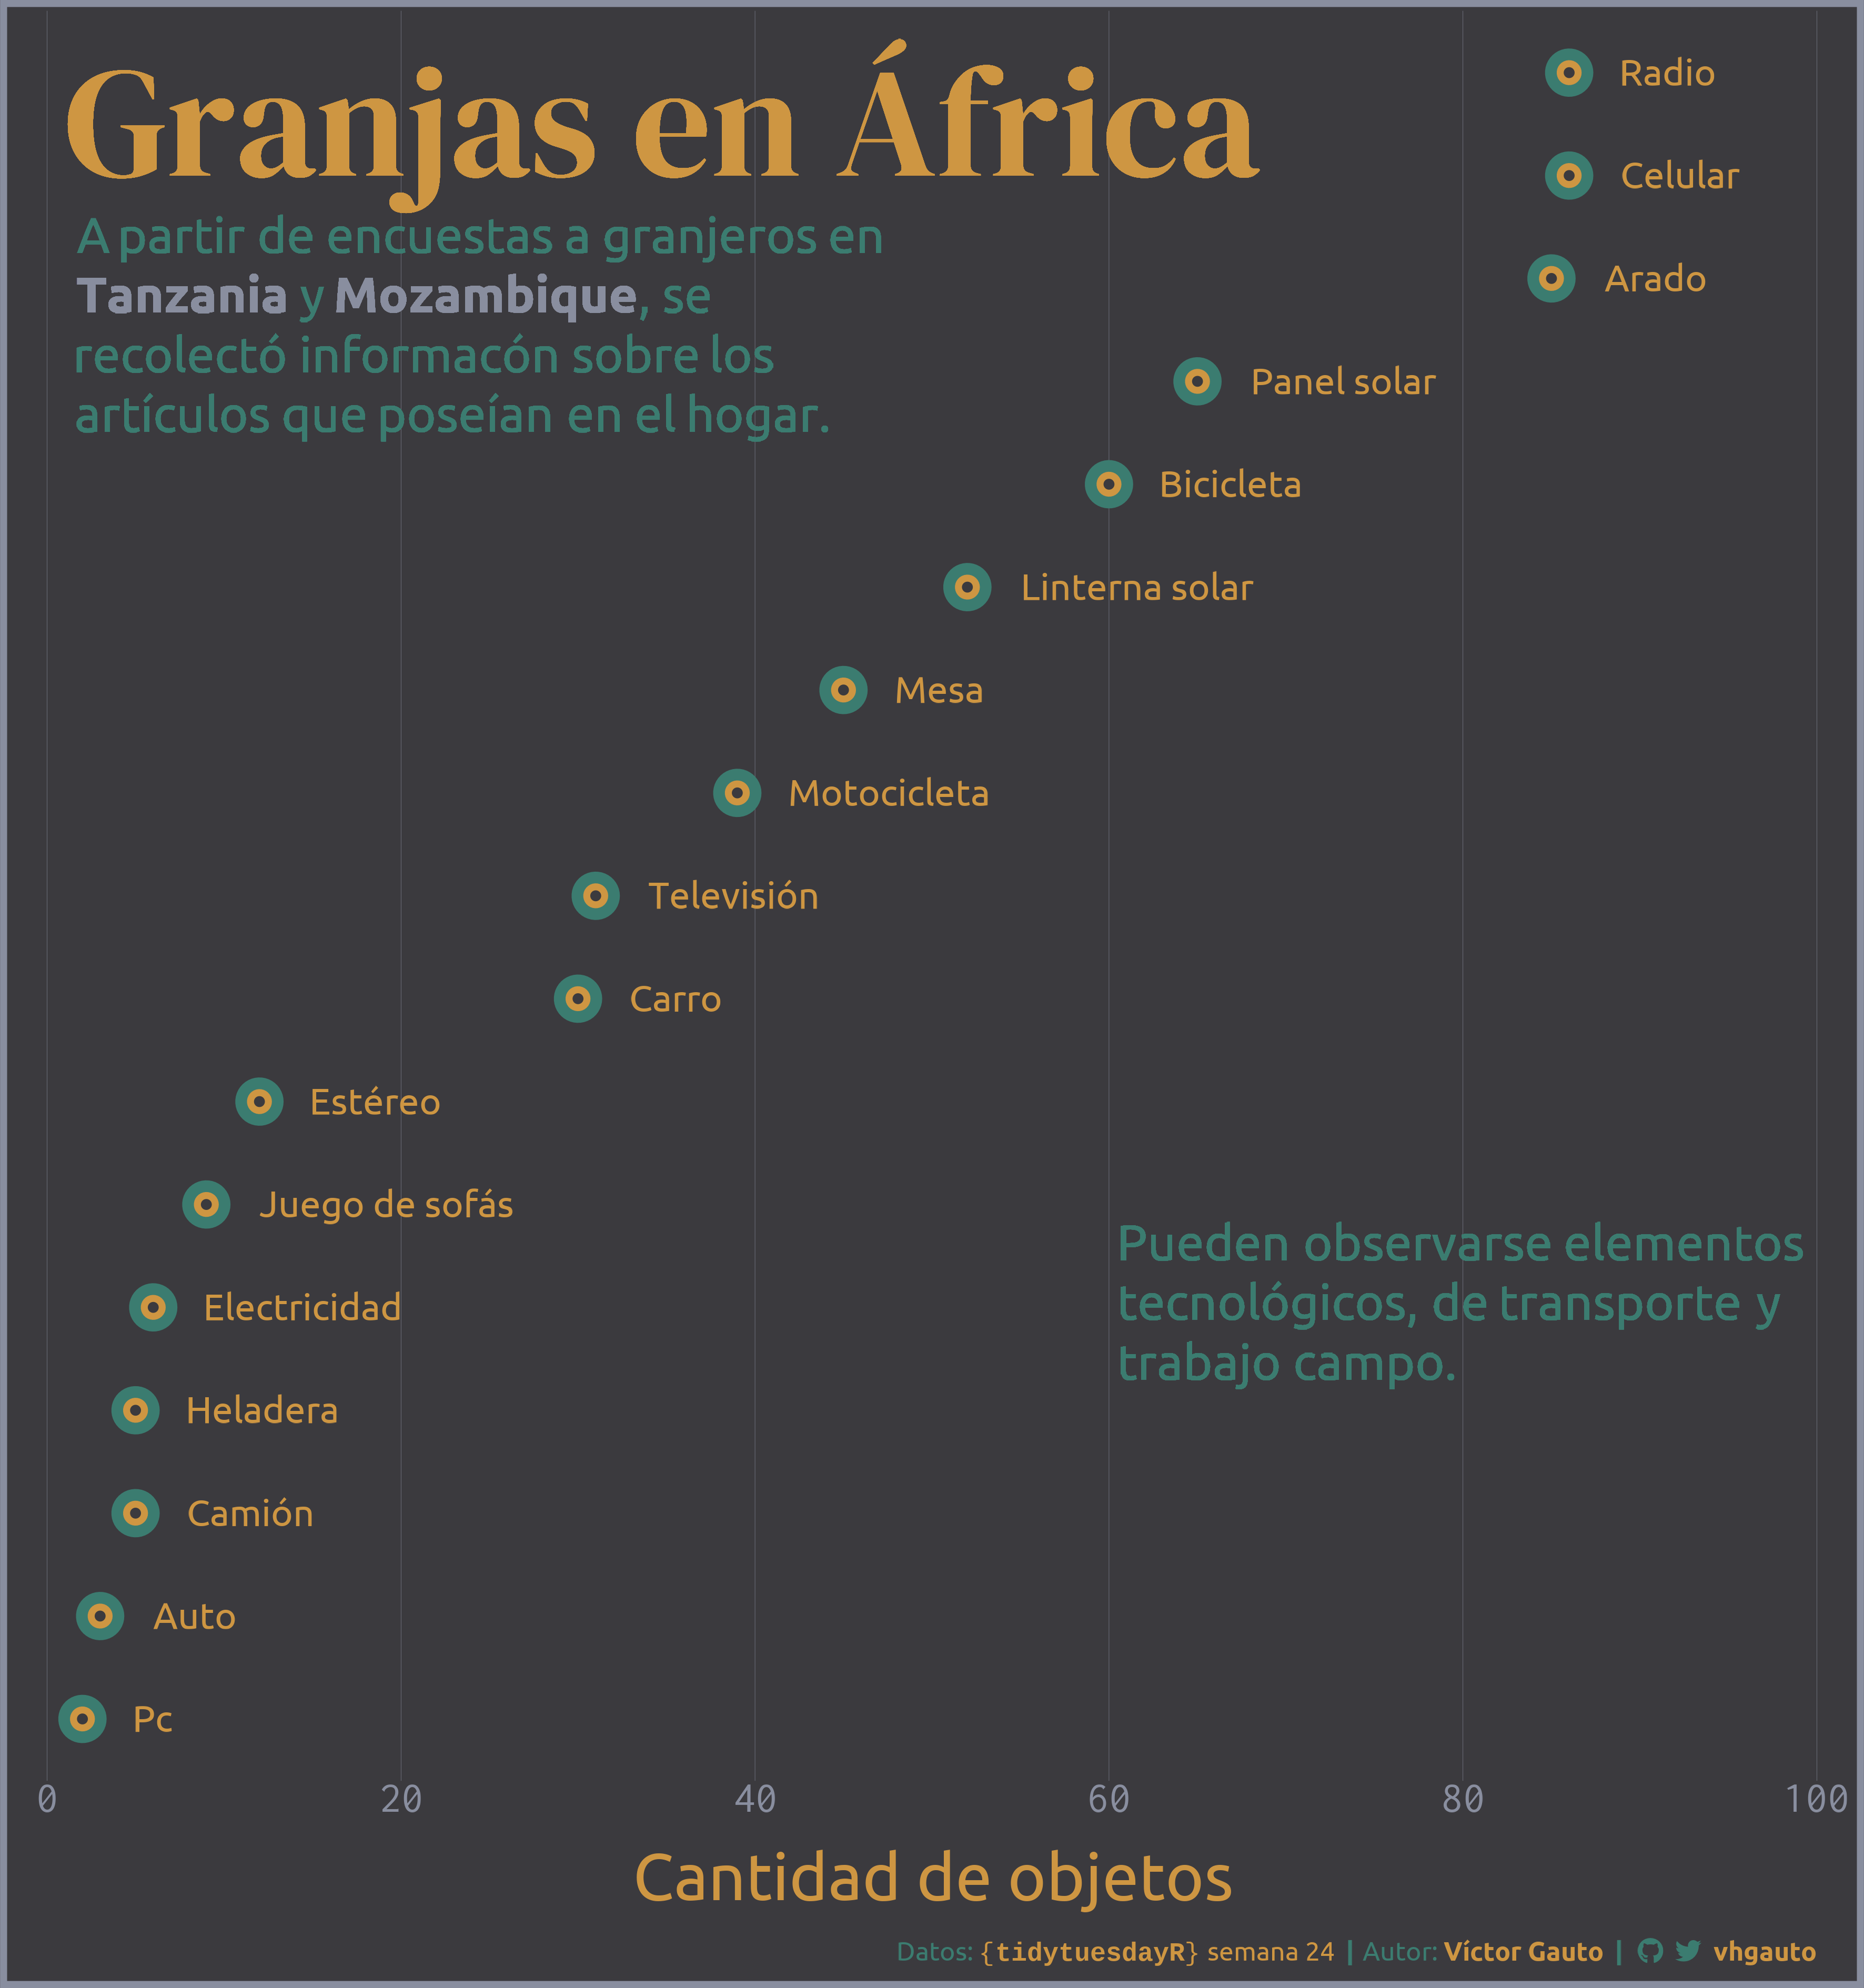 Granjas en África
A partir de encuestas a granjeros en
Tanzania y Mozambique, se
recolectó informacón sobre los
artículos que poseían en el hogar.
Radio
Celular
Arado
Panel solar
Bicicleta
Linterna solar
Mesa
Motocicleta
Televisión
Carro
Estéreo
Juego de sofás
Electricidad
Heladera
Camión
Auto
Pc
Pueden observarse elementos
tecnológicos, de transporte y
trabajo campo.
0 20 40 60 80 100
Cantidad de objetos
Datos: {tidytuesdayR} semana 24 | Autor: Víctor Gauto | vhgauto